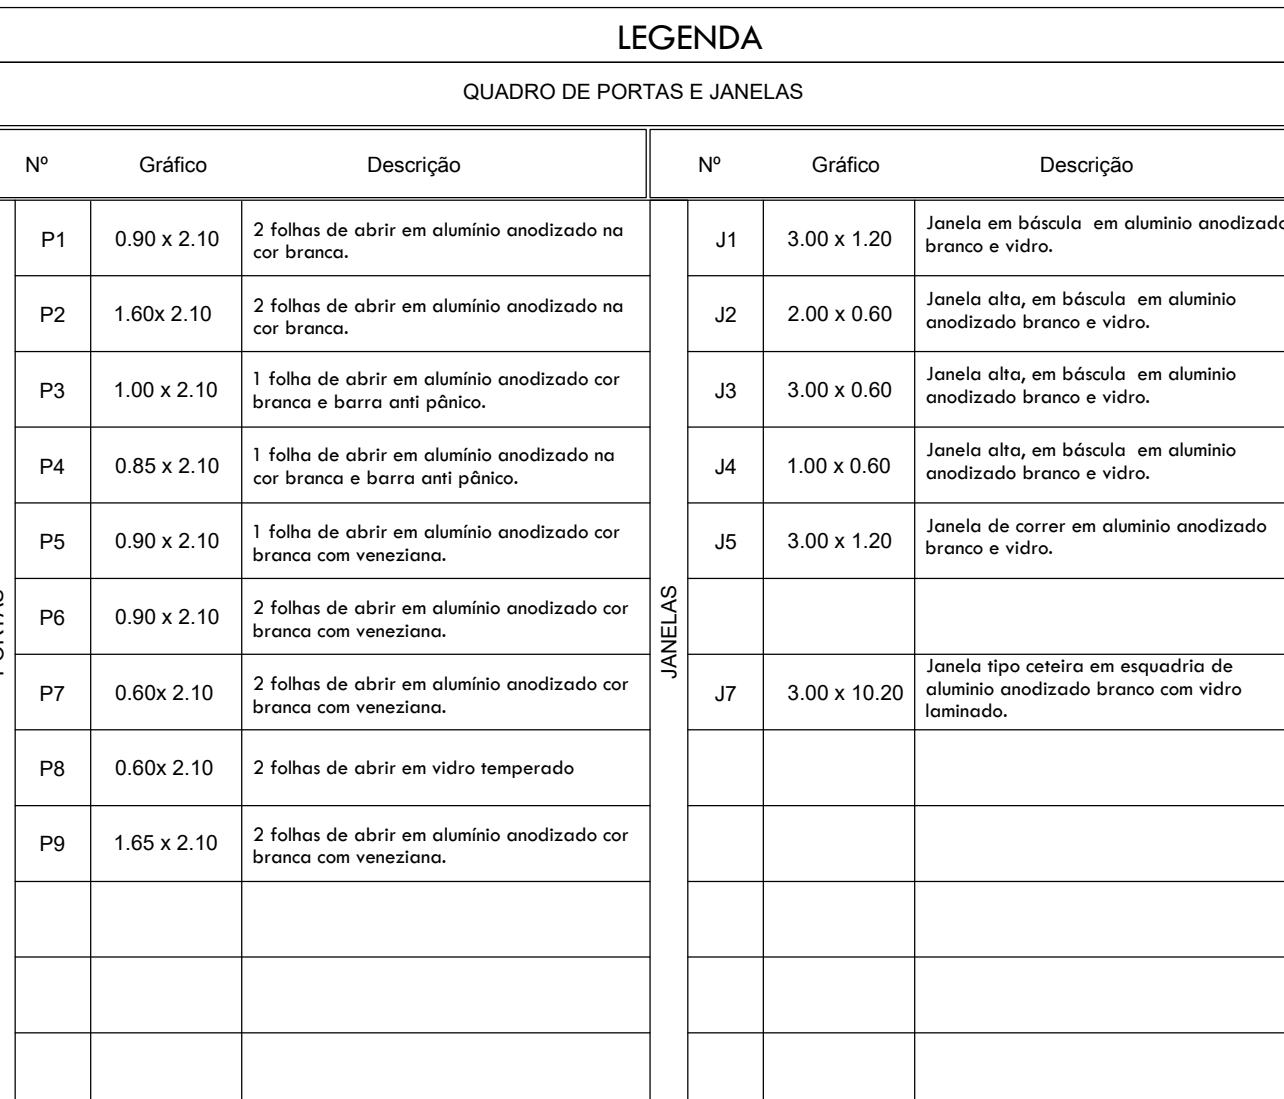 LEGENDA
QUADRO DE PORTAS E JANELAS
Nº Gráfico Descrição
P1 0.90 x 2.10 2 folhas de abrir em alumínio anodizado na
cor branca.
P2 1.60x 2.10 2 folhas de abrir em alumínio anodizado na
cor branca.
P3 1.00 x 2.10 1 folha de abrir em alumínio anodizado cor
branca e barra anti pânico.
P4 0.85 x 2.10 1 folha de abrir em alumínio anodizado na
cor branca e barra anti pânico.
P5 0.90 x 2.10 1 folha de abrir em alumínio anodizado cor
branca com veneziana.
P6 0.90 x 2.10 2 folhas de abrir em alumínio anodizado cor
branca com veneziana.
P7 0.60x 2.10 2 folhas de abrir em alumínio anodizado cor
branca com veneziana.
P8 0.60x 2.10 2 folhas de abrir em vidro temperado
P9 1.65 x 2.10 2 folhas de abrir em alumínio anodizado cor
branca com veneziana.
JANELAS
Nº Gráfico Descrição
J1 3.00 x 1.20 Janela em báscula em aluminio anodizado
branco e vidro.
J2 2.00 x 0.60 Janela alta, em báscula em aluminio
anodizado branco e vidro.
J3 3.00 x 0.60 Janela alta, em báscula em aluminio
anodizado branco e vidro.
J4 1.00 x 0.60 Janela alta, em báscula em aluminio
anodizado branco e vidro.
J5 3.00 x 1.20 Janela de correr em aluminio anodizado
branco e vidro.
J7 3.00 x 10.20 Janela tipo ceteira em esquadria de
aluminio anodizado branco com vidro
laminado.